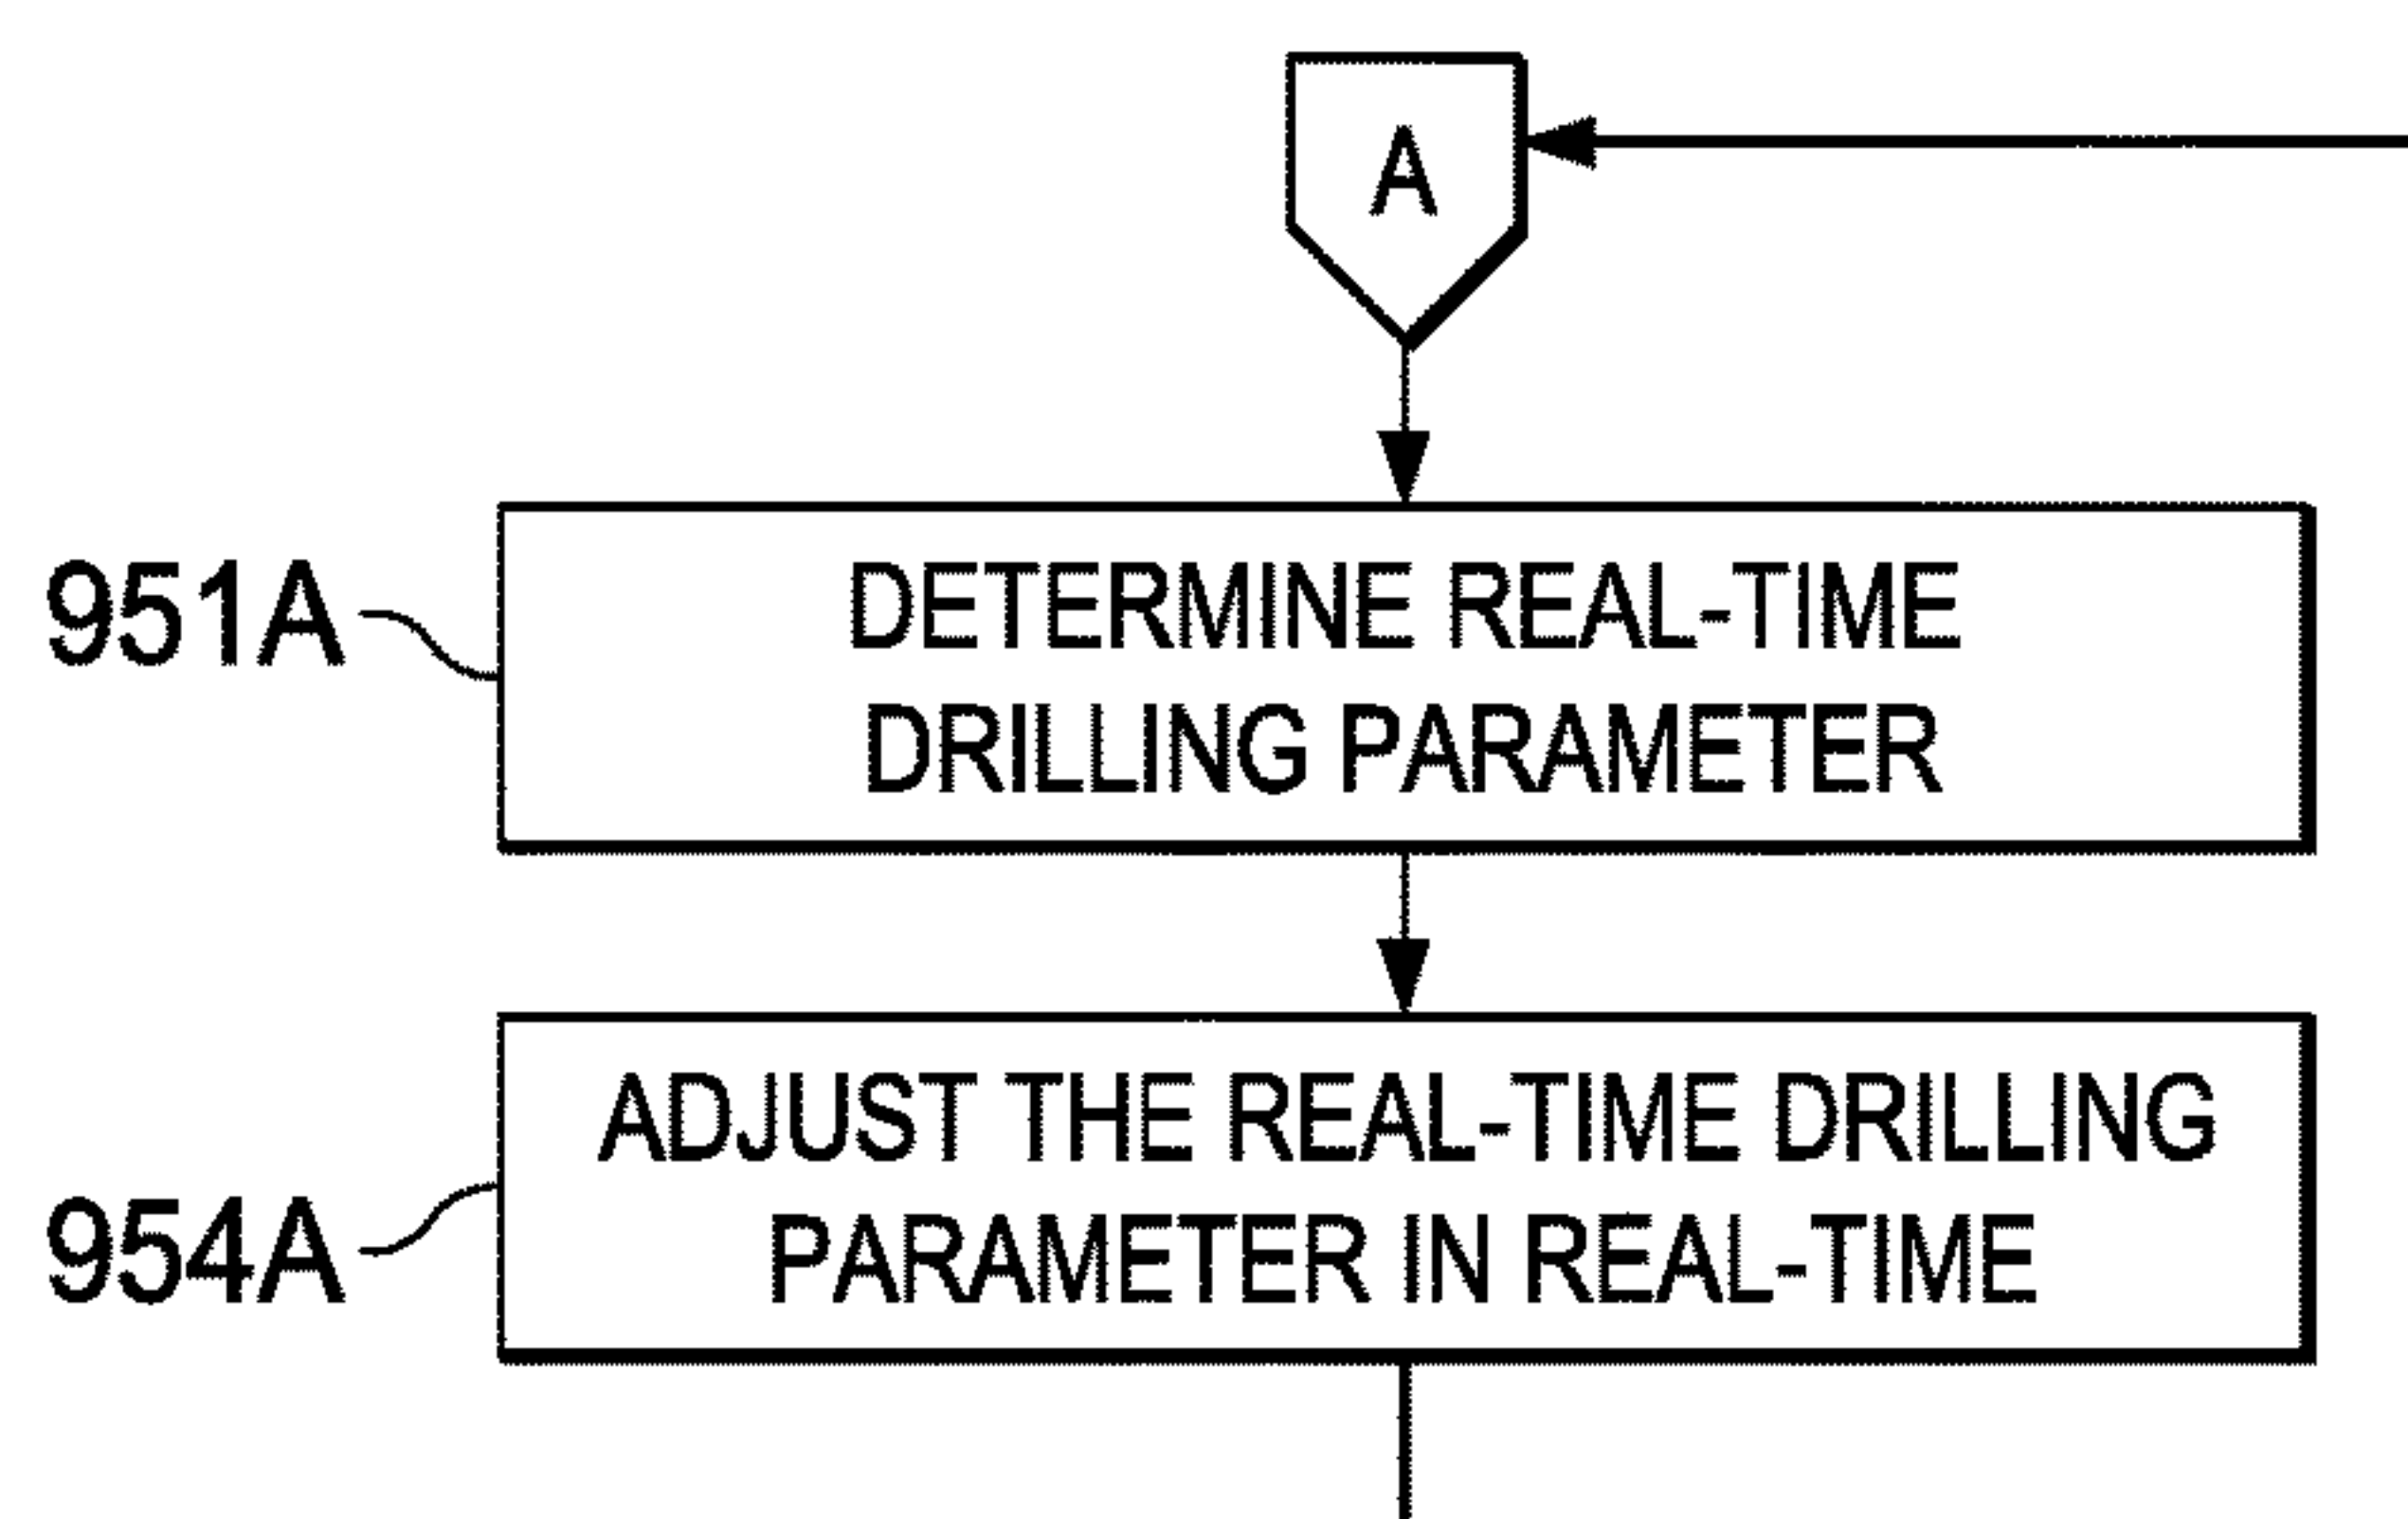 A
951A
DETERMINE REAL-TIME
DRILLING PARAMETER
954A
ADJUST THE REAL-TIME DRILLING
PARAMETER IN REAL-TIME